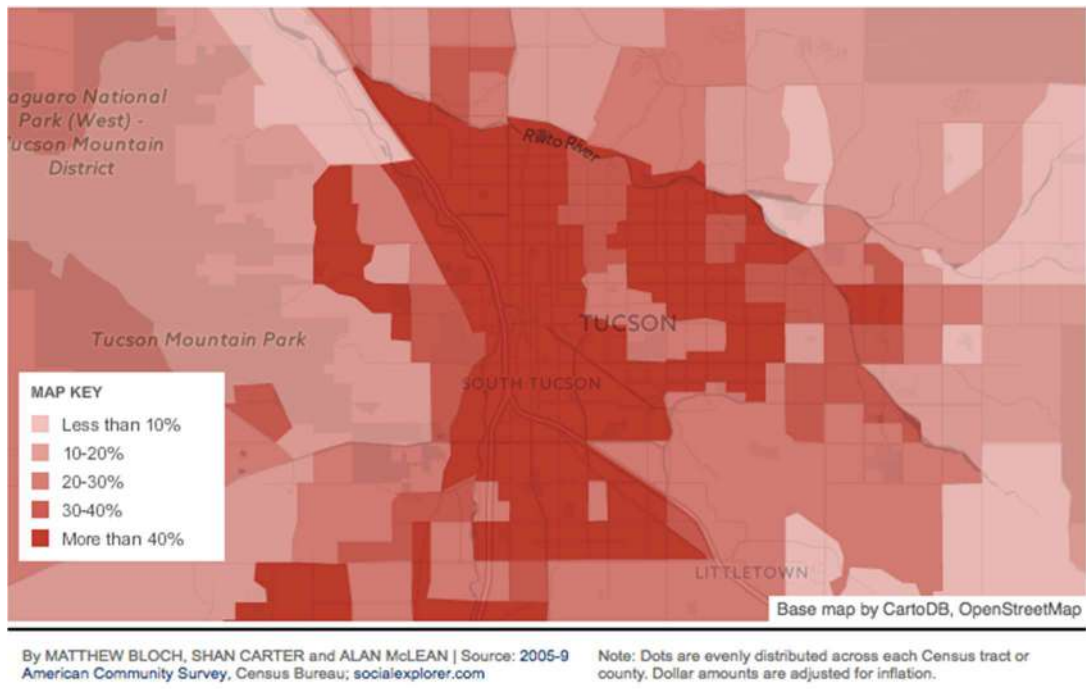 aguaro National
Park (West) -
Tucson Mountain
District
Rillito River
TUCSON
Tucson Mountain Park
SOUTH TUCSON
MAP KEY
Less than 10%
10-20%
20-30%
30-40%
More than 40%
LITTLETOWN
Base map by CartoDB, OpenStreetMap
By MATTHEW BLOCH, SHAN CARTER and ALAN McLEAN | Source: 2005-9
American Community Survey, Census Bureau; socialexplorer.com
Note: Dots are evenly distributed across each Census tract or
county. Dollar amounts are adjusted for inflation.